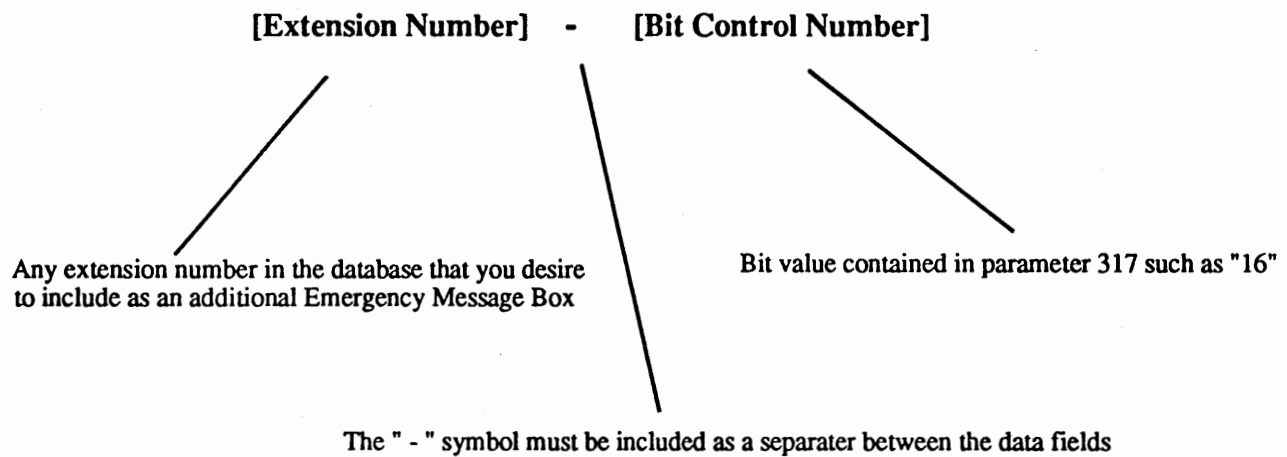 [Extension Number] - [Bit Control Number]
Any extension number in the database that you desire
to include as an additional Emergency Message Box
Bit value contained in parameter 317 such as "16"
The " - " symbol must be included as a separater between the data fields